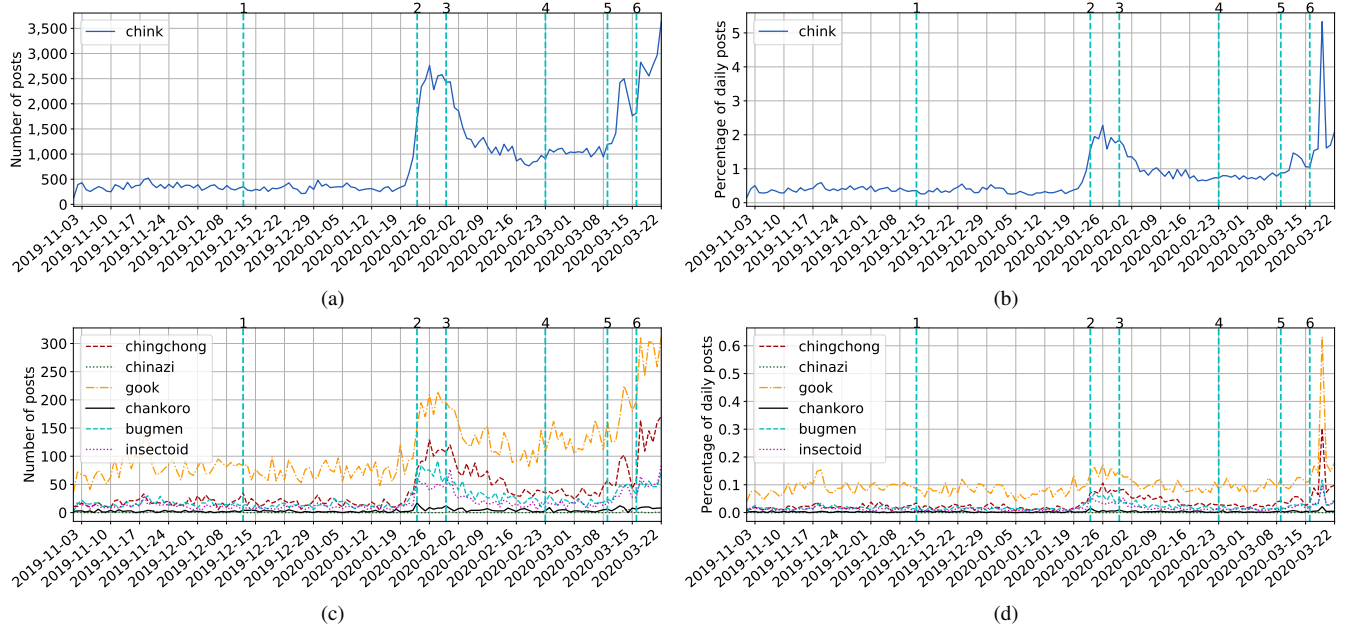 1 2 3 4 5 6
chink
Number of posts
3,500
3,000
2,500
2,000
1,500
1,000
500
0
2019-11-03 2019-11-10 2019-11-17 2019-11-24 2019-12-01 2019-12-08 2019-12-15 2019-12-22 2019-12-29 2020-01-05 2020-01-12 2020-01-19 2020-01-26 2020-02-02 2020-02-09 2020-02-16 2020-02-23 2020-03-01 2020-03-08 2020-03-15 2020-03-22
(a)
1 2 3 4 5 6
chink
Percentage of daily posts
5
4
3
2
1
0
2019-11-03 2019-11-10 2019-11-17 2019-11-24 2019-12-01 2019-12-08 2019-12-15 2019-12-22 2019-12-29 2020-01-05 2020-01-12 2020-01-19 2020-01-26 2020-02-02 2020-02-09 2020-02-16 2020-02-23 2020-03-01 2020-03-08 2020-03-15 2020-03-22
(b)
1 2 3 4 5 6
chingchong
chinazi
gook
chankoro
bugmen
insectoid
Number of posts
300
250
200
150
100
50
0
2019-11-03 2019-11-10 2019-11-17 2019-11-24 2019-12-01 2019-12-08 2019-12-15 2019-12-22 2019-12-29 2020-01-05 2020-01-12 2020-01-19 2020-01-26 2020-02-02 2020-02-09 2020-02-16 2020-02-23 2020-03-01 2020-03-08 2020-03-15 2020-03-22
(c)
1 2 3 4 5 6
chingchong
chinazi
gook
chankoro
bugmen
insectoid
Percentage of daily posts
0.6
0.5
0.4
0.3
0.2
0.1
0.0
2019-11-03 2019-11-10 2019-11-17 2019-11-24 2019-12-01 2019-12-08 2019-12-15 2019-12-22 2019-12-29 2020-01-05 2020-01-12 2020-01-19 2020-01-26 2020-02-02 2020-02-09 2020-02-16 2020-02-23 2020-03-01 2020-03-08 2020-03-15 2020-03-22
(d)